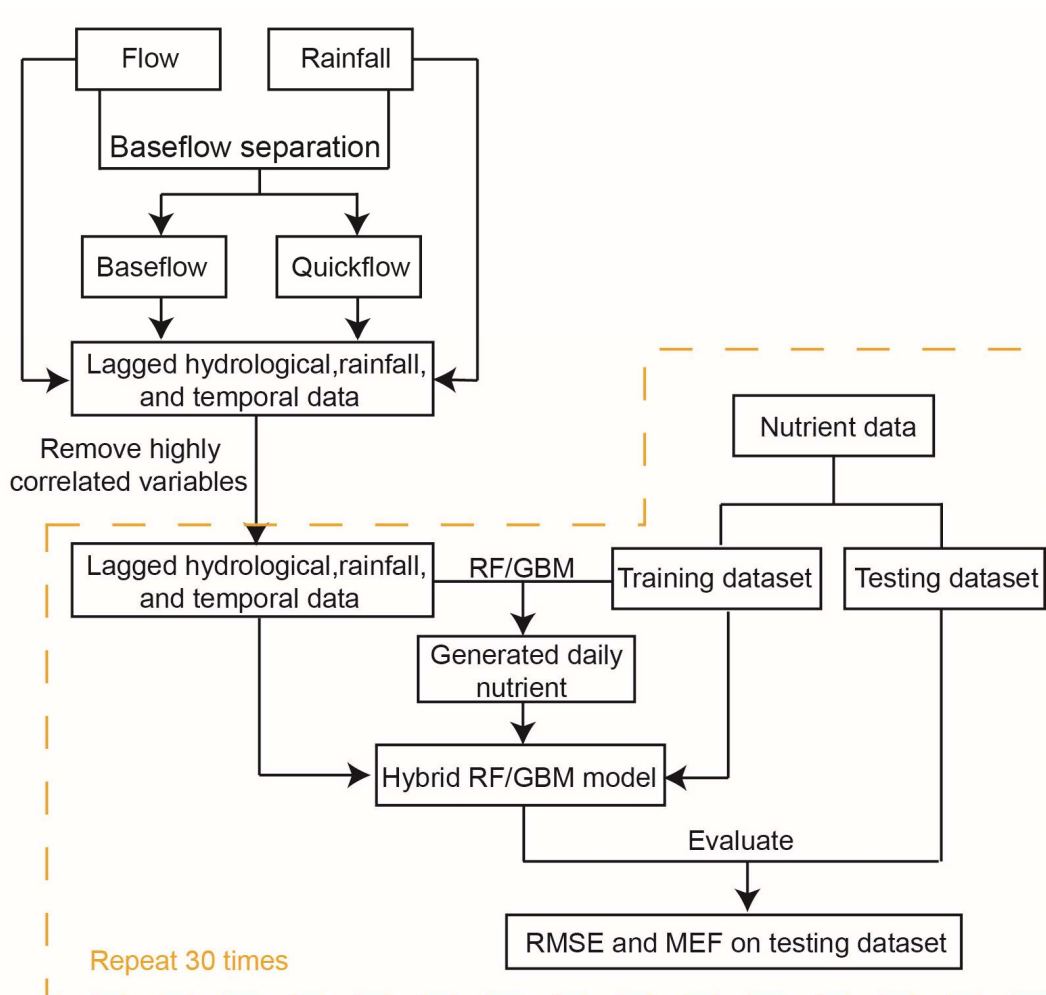 Flow
Rainfall
Baseflow separation
Baseflow
Quickflow
Lagged hydrological,rainfall,
and temporal data
Remove highly
correlated variables
Nutrient data
Lagged hydrological,rainfall,
and temporal data
RF/GBM
Training dataset
Testing dataset
Generated daily
nutrient
Hybrid RF/GBM model
Evaluate
RMSE and MEF on testing dataset
Repeat 30 times